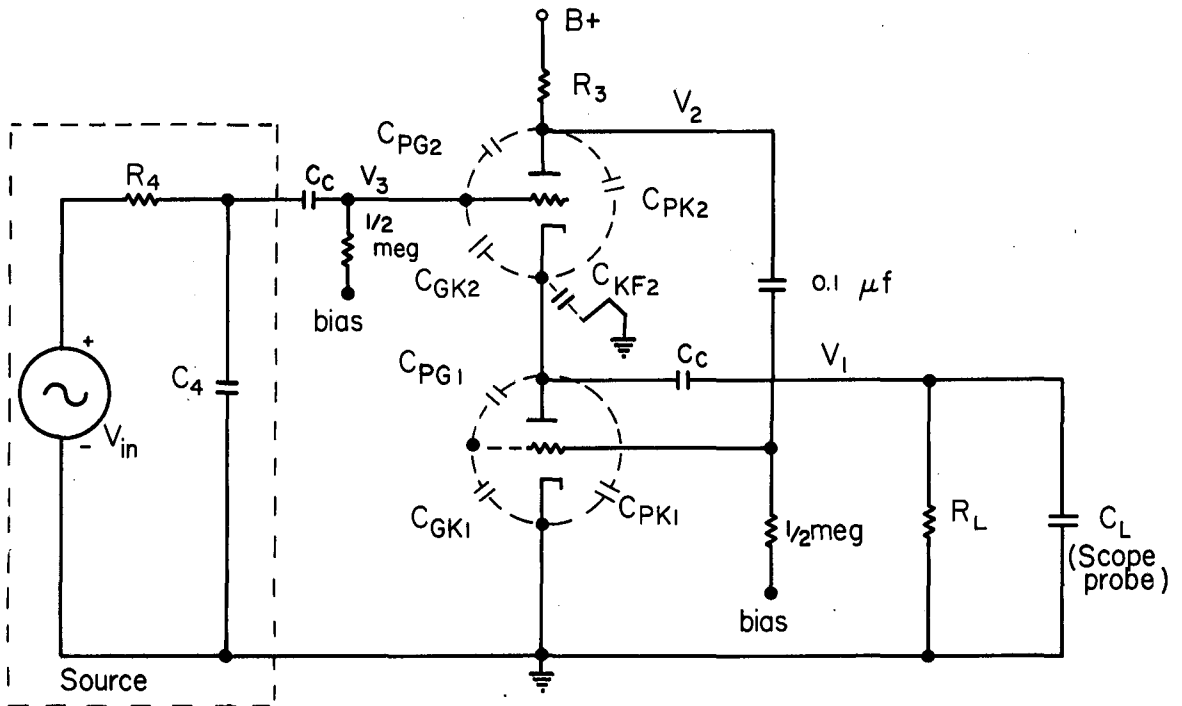 B+
R3
V2
CPG2
R4
CC
V3
CPK2
1/2
meg
CGK2
CKF2
0.1 μf
bias
CC
V1
CPG1
C4
+
-
Vin
CGK1
CPK1
1/2meg
RL
CL
(Scope
probe)
bias
Source